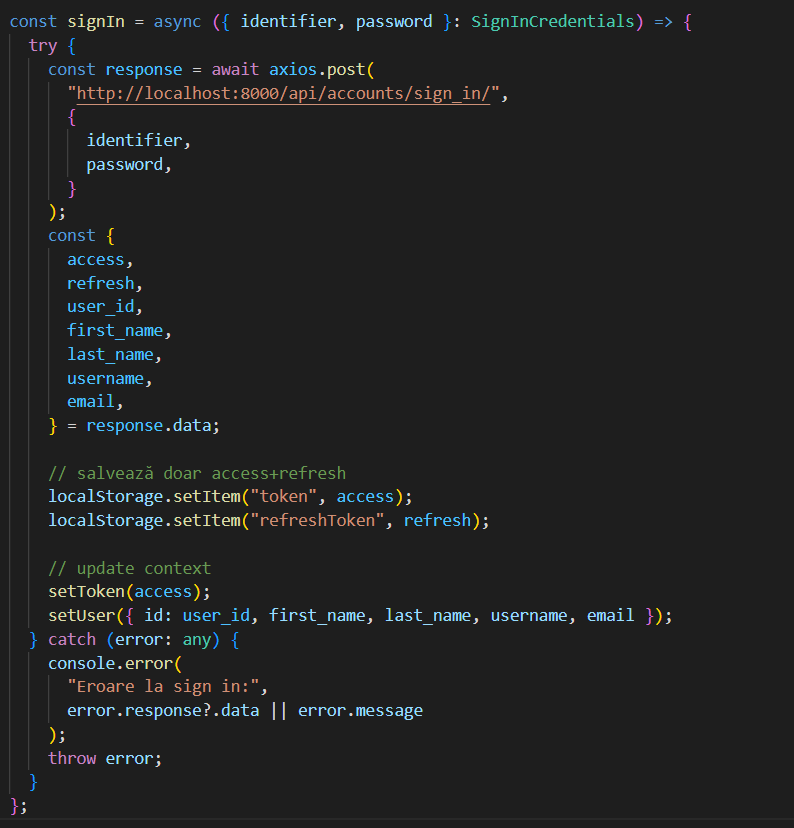 const signIn = async ({ identifier, password }: SignInCredentials) => {
  try {
    const response = await axios.post(
      "http://localhost:8000/api/accounts/sign_in/",
      {
        identifier,
        password,
      }
    );
    const {
      access,
      refresh,
      user_id,
      first_name,
      last_name,
      username,
      email,
    } = response.data;

    // salvează doar access+refresh
    localStorage.setItem("token", access);
    localStorage.setItem("refreshToken", refresh);

    // update context
    setToken(access);
    setUser({ id: user_id, first_name, last_name, username, email });
  } catch (error: any) {
    console.error(
      "Eroare la sign in:",
      error.response?.data || error.message
    );
    throw error;
  }
};